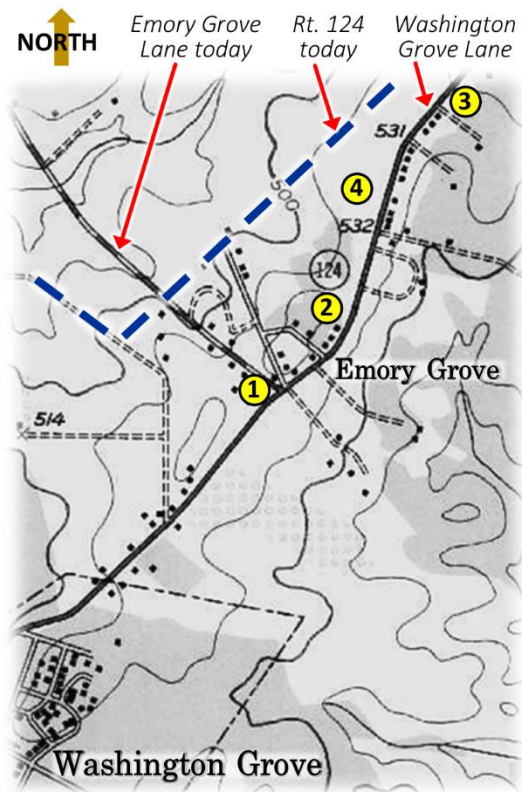 NORTH
Emory Grove
Lane today
Rt. 124
today
Washington
Grove Lane
3
531
4
500
532
124
2
Emory Grove
1
514
Washington Grove